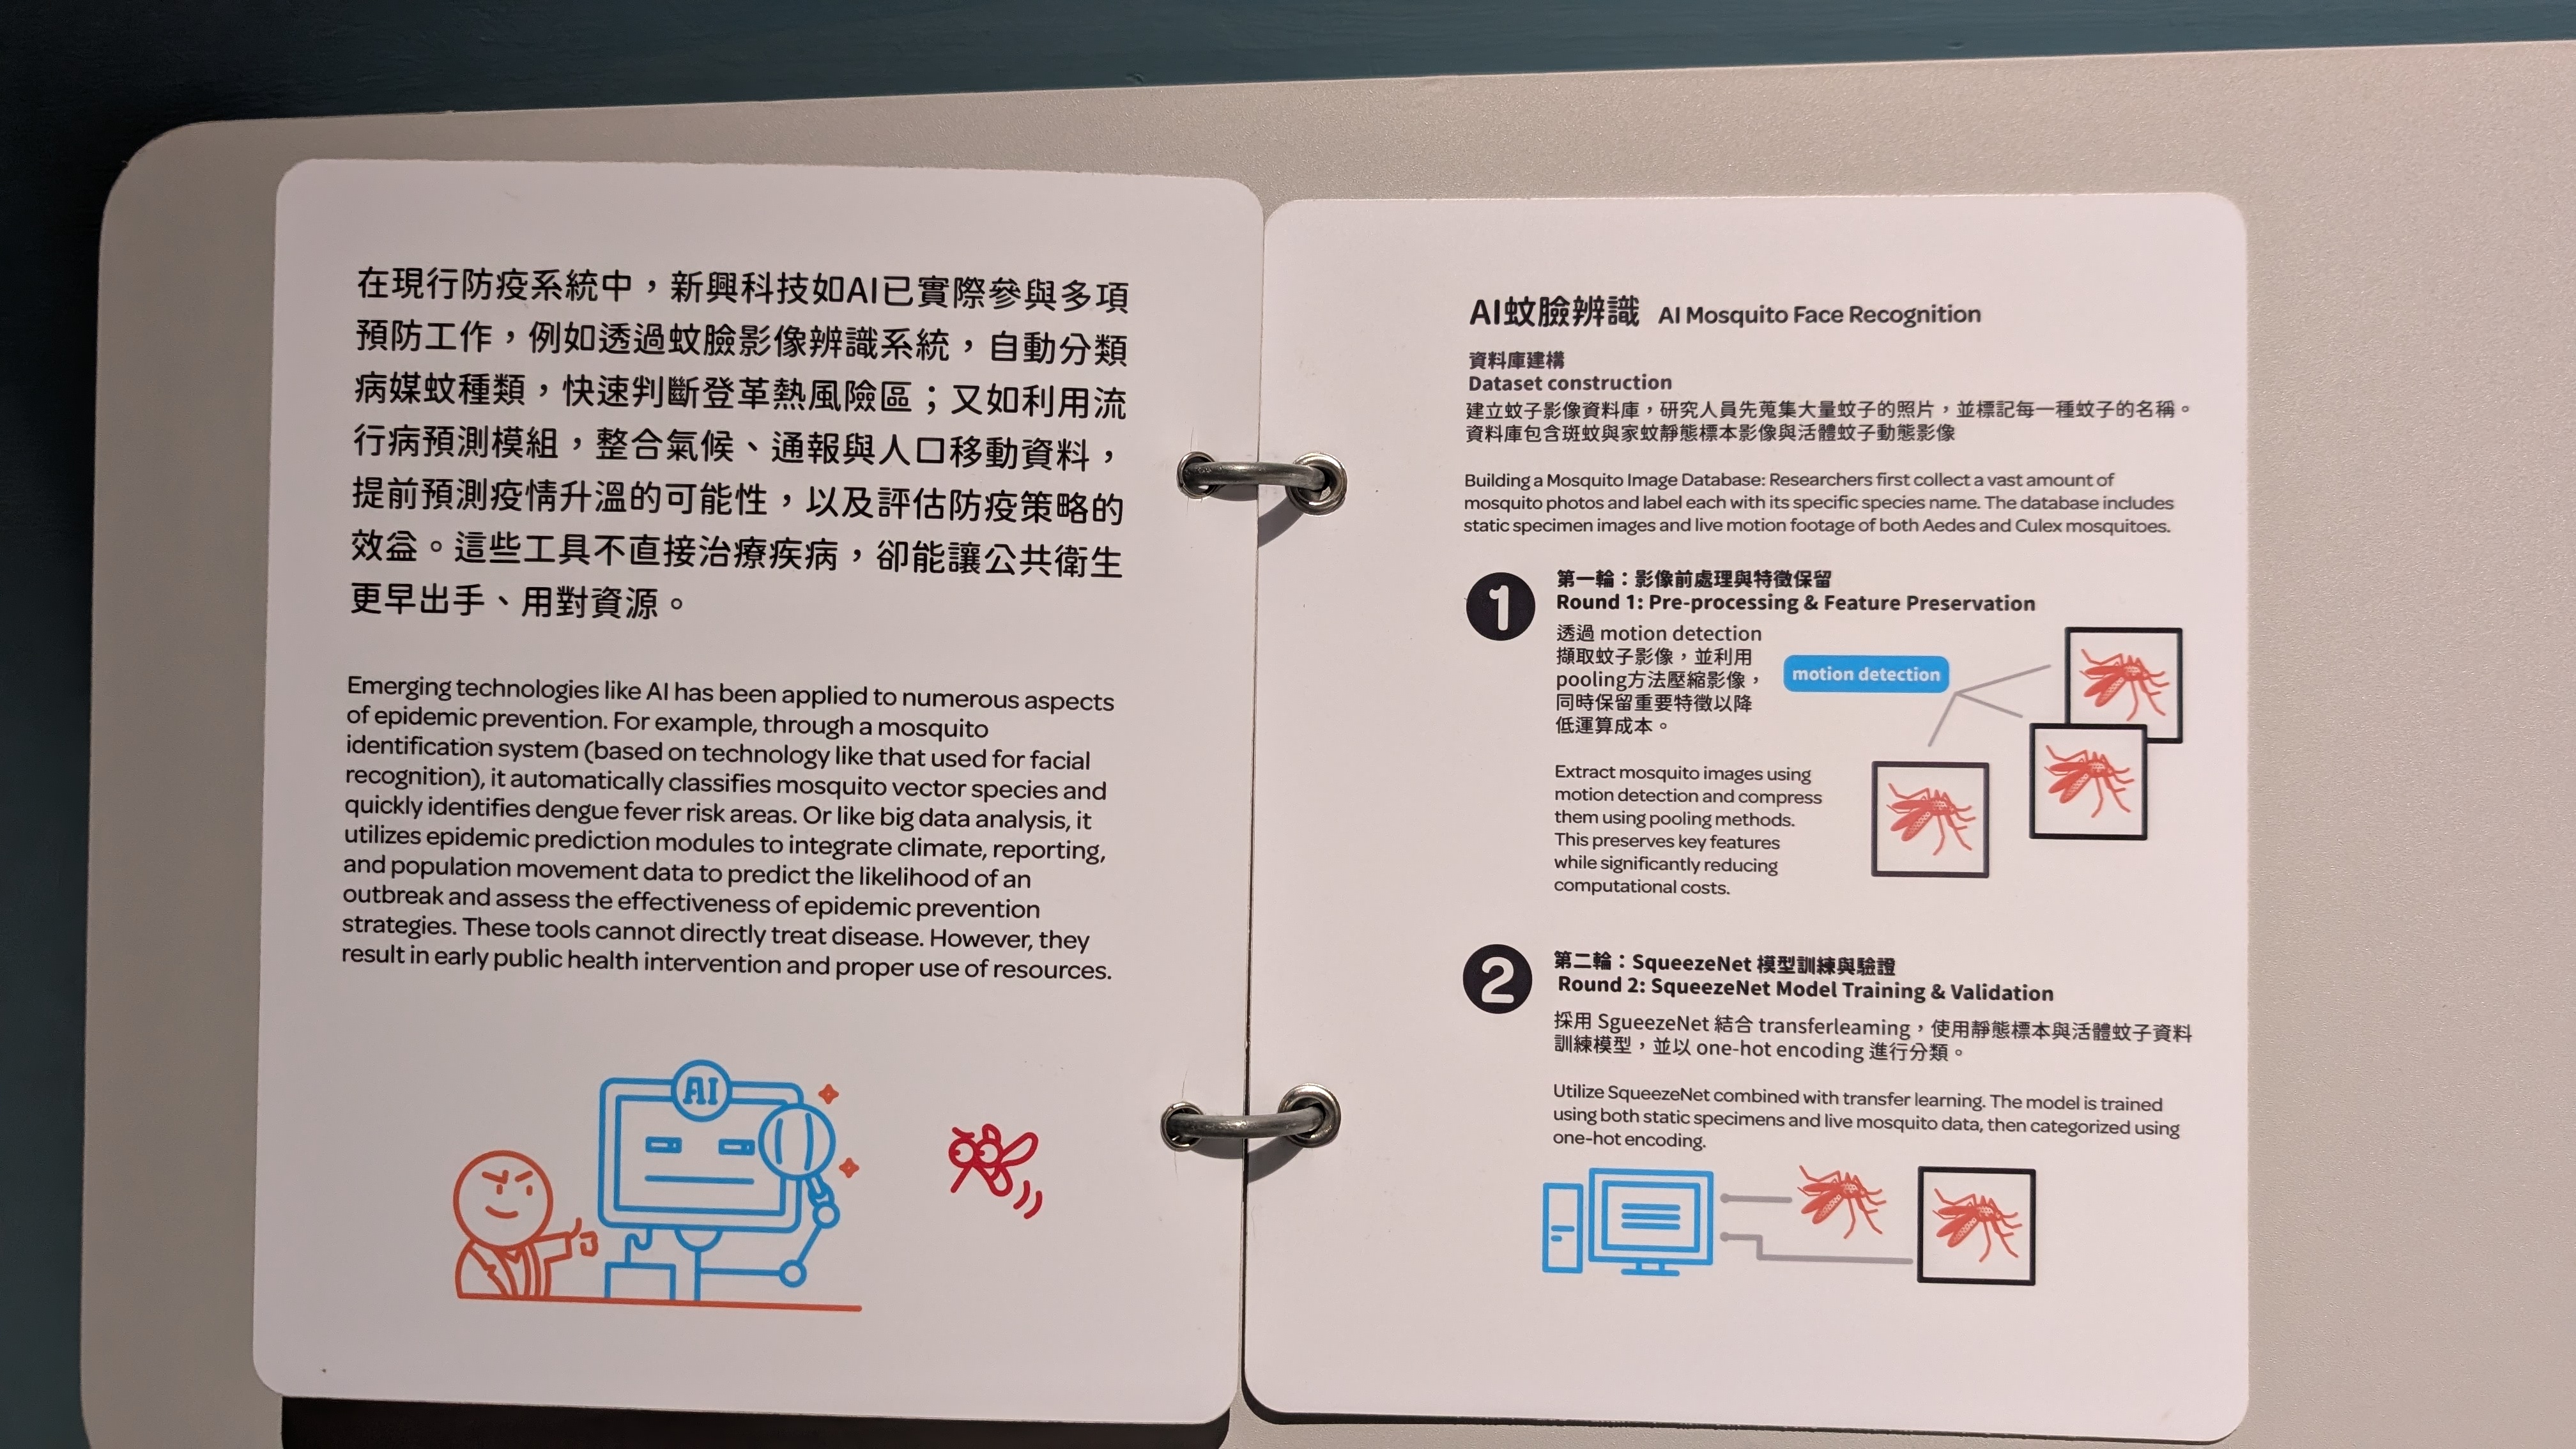 在現行防疫系統中，新興科技如AI已實際參與多項
預防工作，例如透過蚊臉影像辨識系統，自動分類
病媒蚊種類，快速判斷登革熱風險區；又如利用流
行病預測模組，整合氣候、通報與人口移動資料，
提前預測疫情升溫的可能性，以及評估防疫策略的
效益。這些工具不直接治療疾病，卻能讓公共衛生
更早出手、用對資源。
Emerging technologies like AI has been applied to numerous aspects
of epidemic prevention. For example, through a mosquito
identification system (based on technology like that used for facial
recognition), it automatically classifies mosquito vector species and
quickly identifies dengue fever risk areas. Or like big data analysis, it
utilizes epidemic prediction modules to integrate climate, reporting,
and population movement data to predict the likelihood of an
outbreak and assess the effectiveness of epidemic prevention
strategies. These tools cannot directly treat disease. However, they
result in early public health intervention and proper use of resources.
AI
AI蚊臉辨識 AI Mosquito Face Recognition
資料庫建構
Dataset construction
建立蚊子影像資料庫，研究人員先蒐集大量蚊子的照片，並標記每一種蚊子的名稱。
資料庫包含斑蚊與家蚊靜態標本影像與活體蚊子動態影像
Building a Mosquito Image Database: Researchers first collect a vast amount of
mosquito photos and label each with its specific species name. The database includes
static specimen images and live motion footage of both Aedes and Culex mosquitoes.
1
第一輪：影像前處理與特徵保留
Round 1: Pre-processing & Feature Preservation
透過 motion detection
擷取蚊子影像，並利用
pooling方法壓縮影像，
同時保留重要特徵以降
低運算成本。
motion detection
Extract mosquito images using
motion detection and compress
them using pooling methods.
This preserves key features
while significantly reducing
computational costs.
2
第二輪：SqueezeNet 模型訓練與驗證
Round 2: SqueezeNet Model Training & Validation
採用 SgueezeNet 結合 transferleaming，使用靜態標本與活體蚊子資料
訓練模型，並以 one-hot encoding 進行分類。
Utilize SqueezeNet combined with transfer learning. The model is trained
using both static specimens and live mosquito data, then categorized using
one-hot encoding.